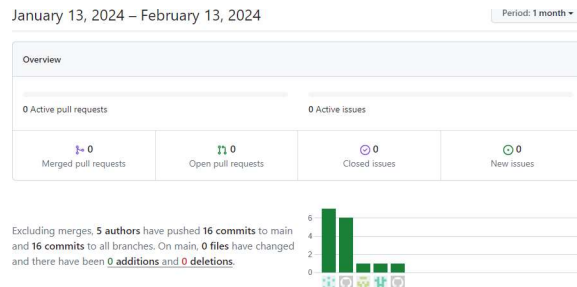 January 13, 2024 – February 13, 2024
Period: 1 month
Overview
0 Active pull requests
0 Active issues
0
Merged pull requests
0
Open pull requests
0
Closed issues
0
New issues
Excluding merges, 5 authors have pushed 16 commits to main
and 16 commits to all branches. On main, 0 files have changed
and there have been 0 additions and 0 deletions.
6
4
2
0